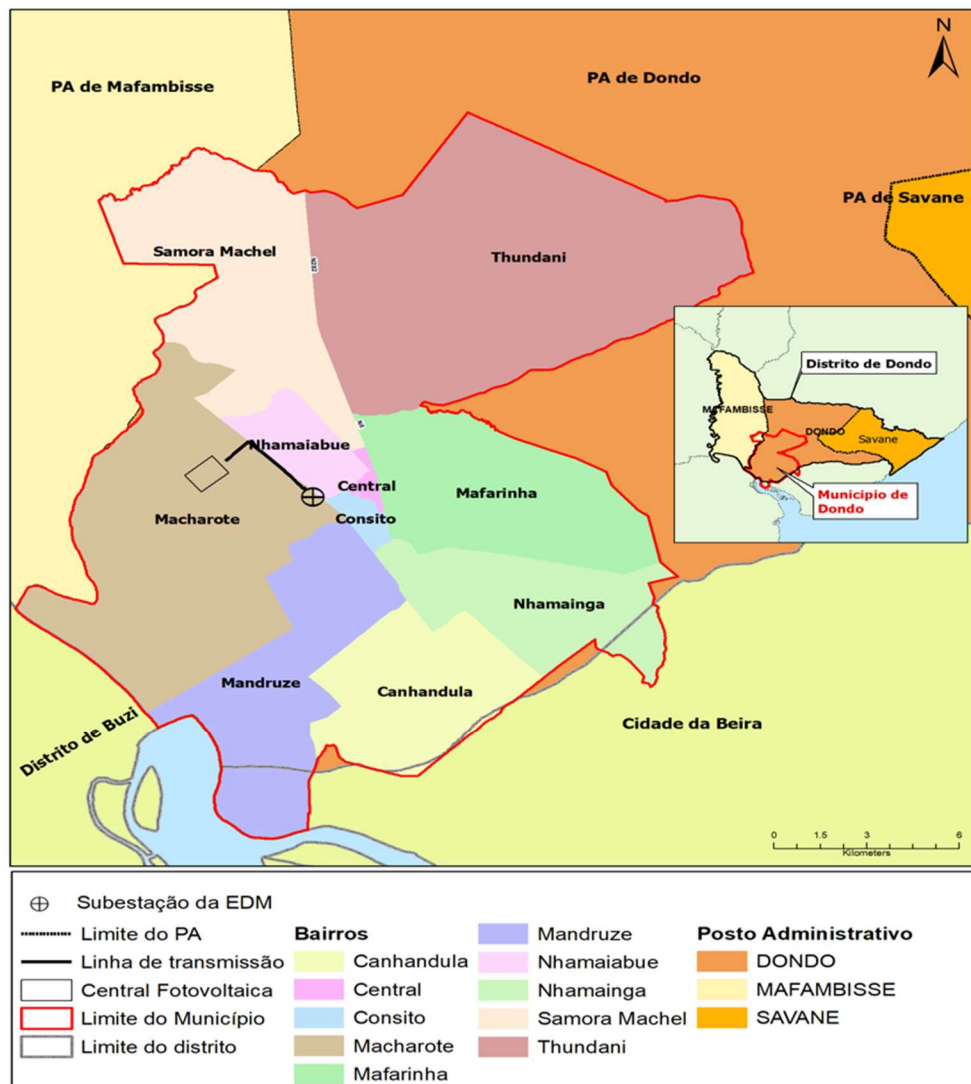 N
PA de Mafambisse
PA de Dondo
PA de Savane
Samora Machel
Thundani
N282
Distrito de Dondo
MAFAMBISSE
DONDO
Savane
Município de
Dondo
Nhamaiabue
N6
Central
Mafarinha
Macharote
Consito
Nhamainga
Mandruze
Canhandula
Distrito de Buzi
Cidade da Beira
0 1.5 3 6
Kilometers
Subestação da EDM
Limite do PA
Linha de transmissão
Central Fotovoltaica
Limite do Município
Limite do distrito
Bairros
Canhandula
Central
Consito
Macharote
Mafarinha
Mandruze
Nhamaiabue
Nhamainga
Samora Machel
Thundani
Posto Administrativo
DONDO
MAFAMBISSE
SAVANE